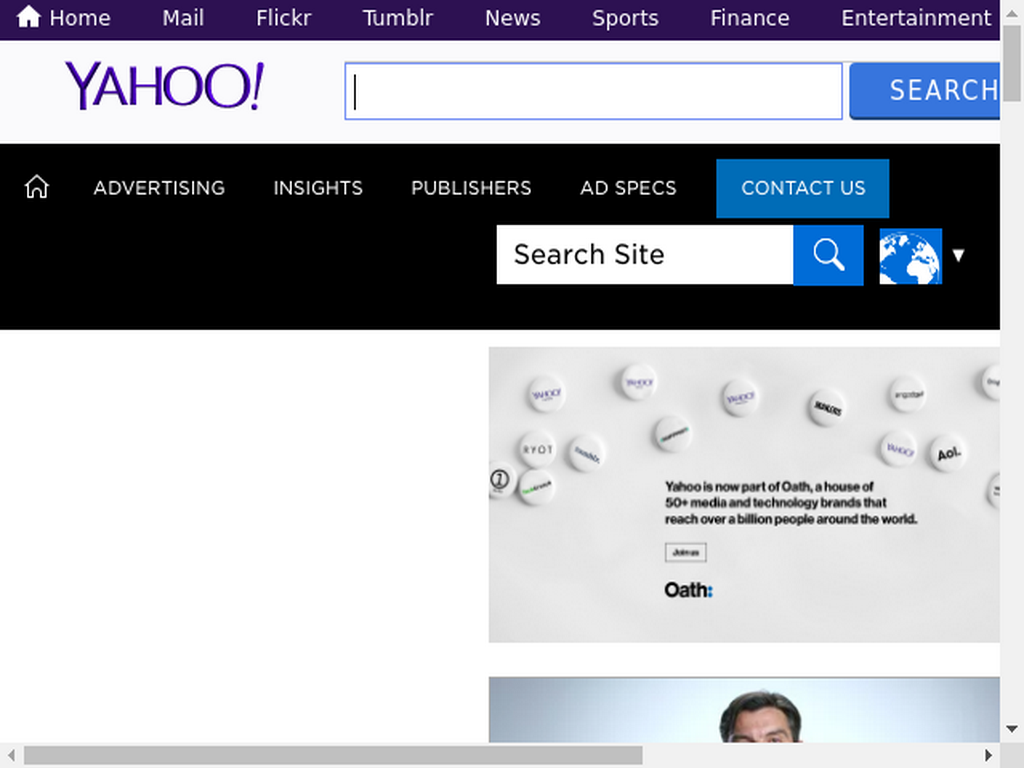 Home Mail Flickr Tumblr News Sports Finance Entertainment
YAHOO!
SEARCH
ADVERTISING INSIGHTS PUBLISHERS AD SPECS CONTACT US
Search Site
YAHOO!
YAHOO!
YAHOO!
RYOT
tumblr.
YAHOO!
Aol.
TechCrunch
Yahoo is now part of Oath, a house of
50+ media and technology brands that
reach over a billion people around the world.
Join us
Oath: